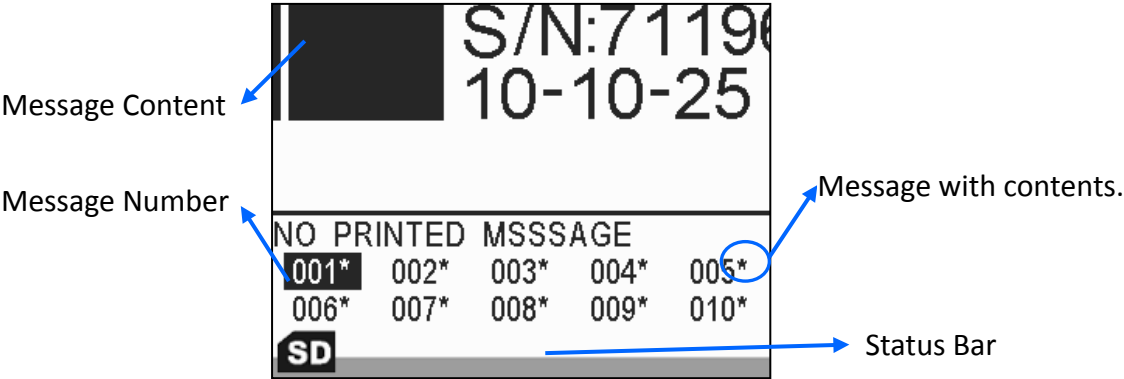 S/N:71196
10-10-25
Message Content
Message Number
Message with contents.
NO PRINTED MSSSAGE
001* 002* 003* 004* 005*
006* 007* 008* 009* 010*
SD
Status Bar